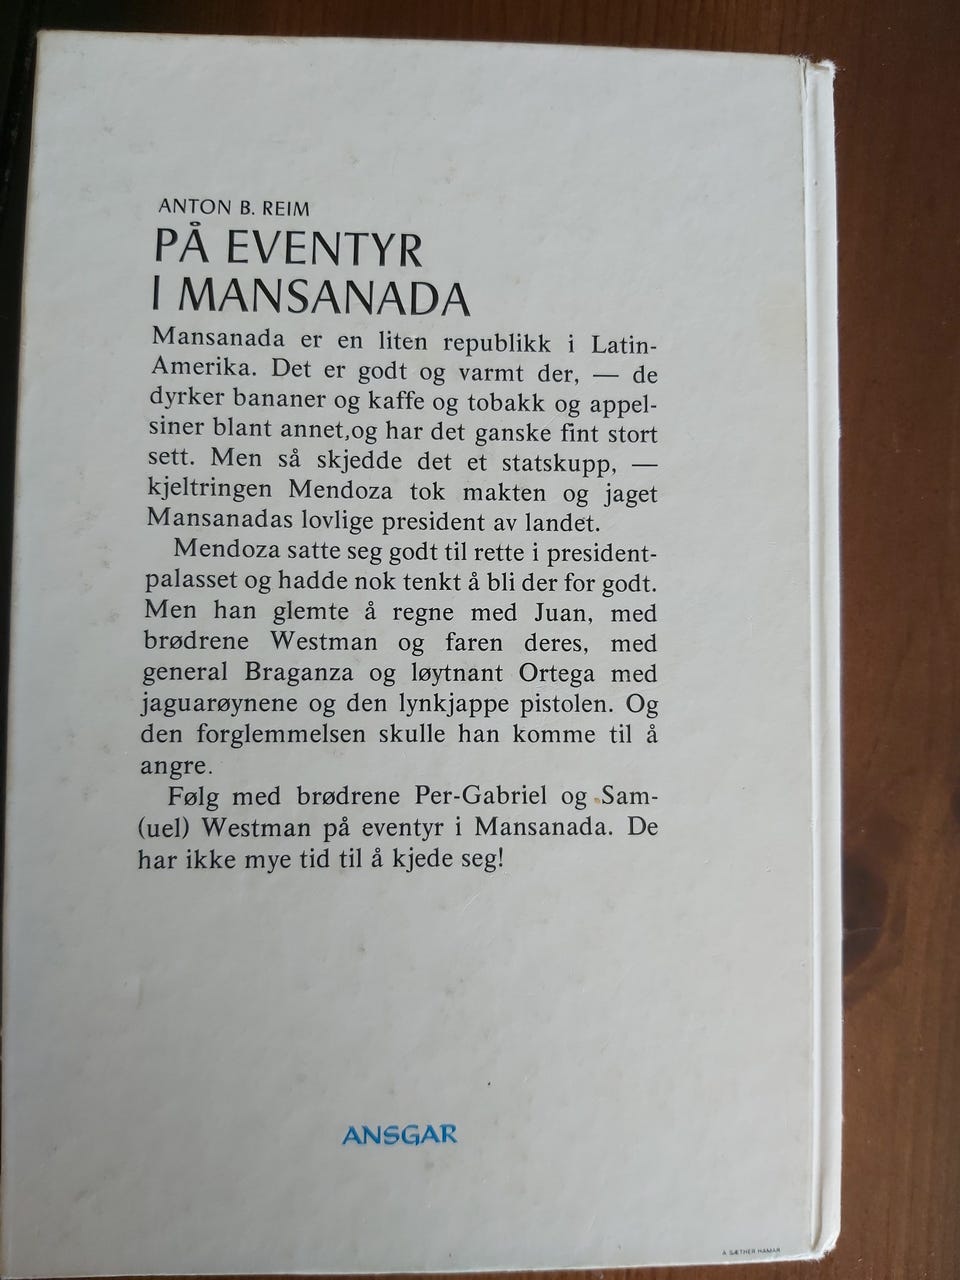 ANTON B. REIM
PÅ EVENTYR
I MANSANADA
Mansanada er en liten republikk i Latin-
Amerika. Det er godt og varmt der, — de
dyrker bananer og kaffe og tobakk og appel-
siner blant annet,og har det ganske fint stort
sett. Men så skjedde det et statskupp, —
kjeltringen Mendoza tok makten og jaget
Mansanadas lovlige president av landet.
Mendoza satte seg godt til rette i president-
palasset og hadde nok tenkt å bli der for godt.
Men han glemte å regne med Juan, med
brødrene Westman og faren deres, med
general Braganza og løytnant Ortega med
jaguarøynene og den lynkjappe pistolen. Og
den forglemmelsen skulle han komme til å
angre.
Følg med brødrene Per-Gabriel og Sam-
(uel) Westman på eventyr i Mansanada. De
har ikke mye tid til å kjede seg!
ANSGAR
A SÆTHER HAMAR